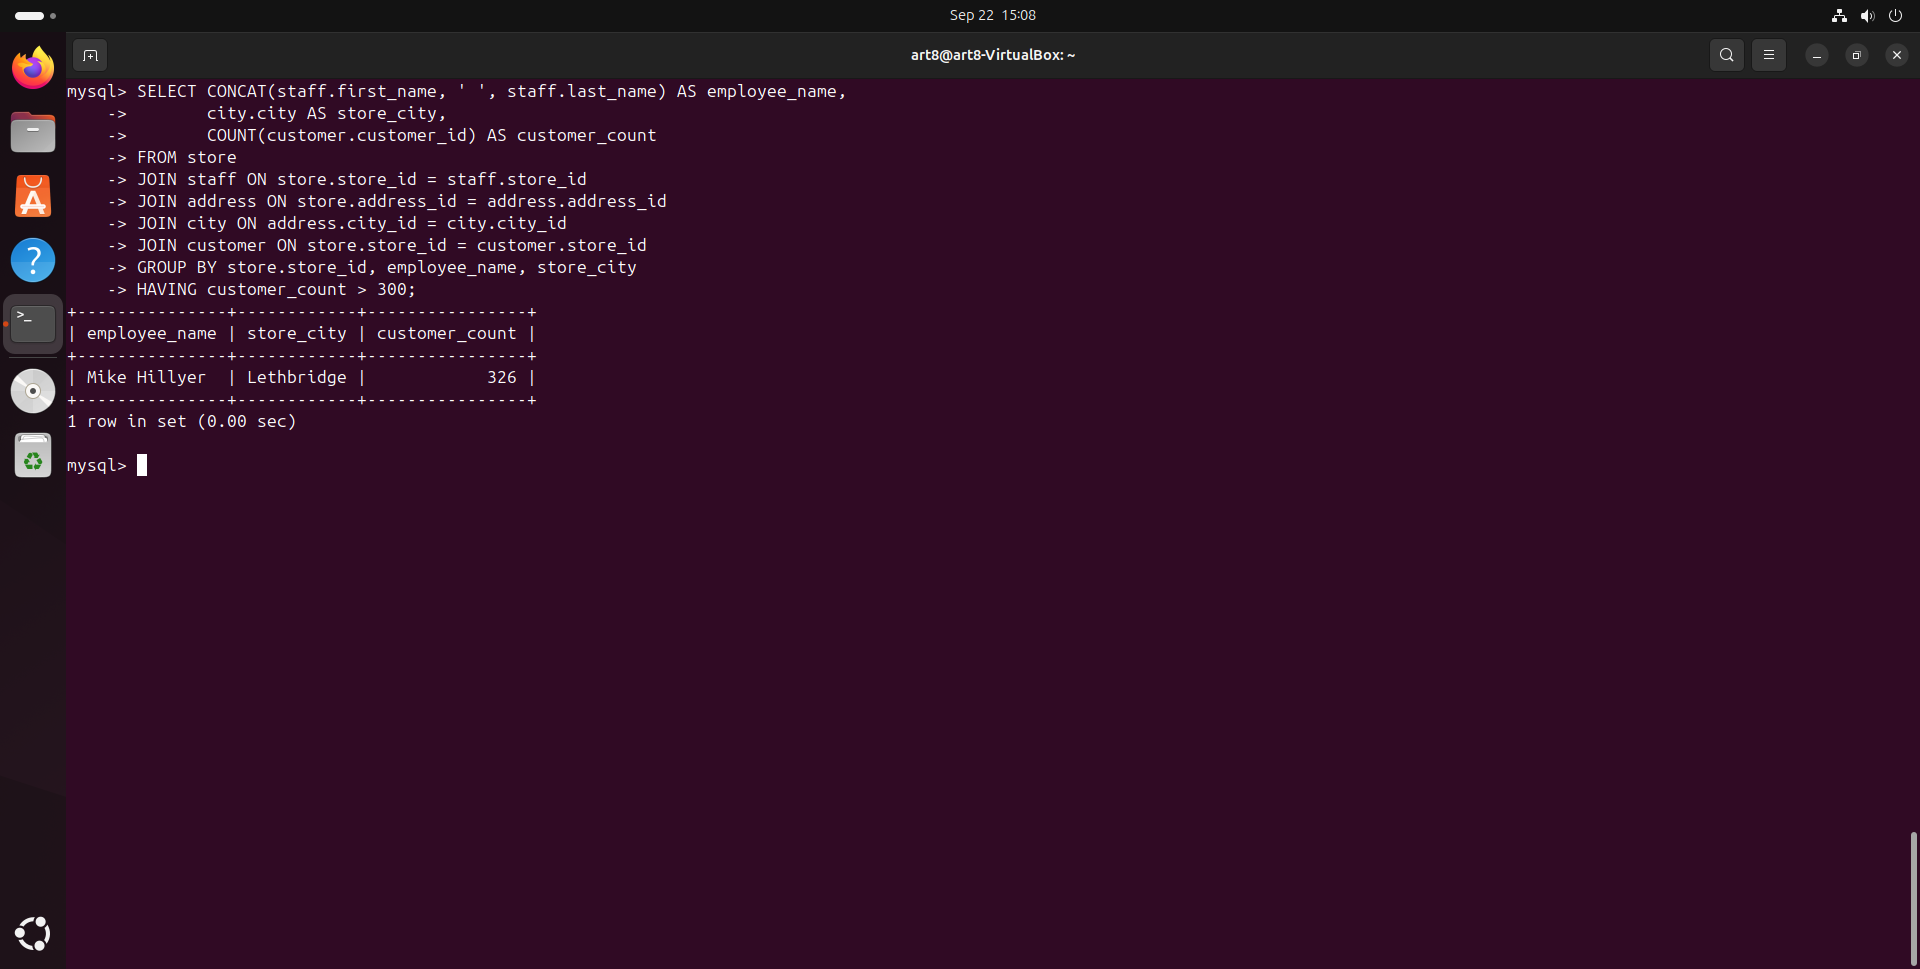 Sep 22 15:08
art8@art8-VirtualBox: ~
mysql> SELECT CONCAT(staff.first_name, ' ', staff.last_name) AS employee_name,
    ->        city.city AS store_city,
    ->        COUNT(customer.customer_id) AS customer_count
    -> FROM store
    -> JOIN staff ON store.store_id = staff.store_id
    -> JOIN address ON store.address_id = address.address_id
    -> JOIN city ON address.city_id = city.city_id
    -> JOIN customer ON store.store_id = customer.store_id
    -> GROUP BY store.store_id, employee_name, store_city
    -> HAVING customer_count > 300;
+---------------+------------+----------------+
| employee_name | store_city | customer_count |
+---------------+------------+----------------+
| Mike Hillyer  | Lethbridge |            326 |
+---------------+------------+----------------+
1 row in set (0.00 sec)
mysql>